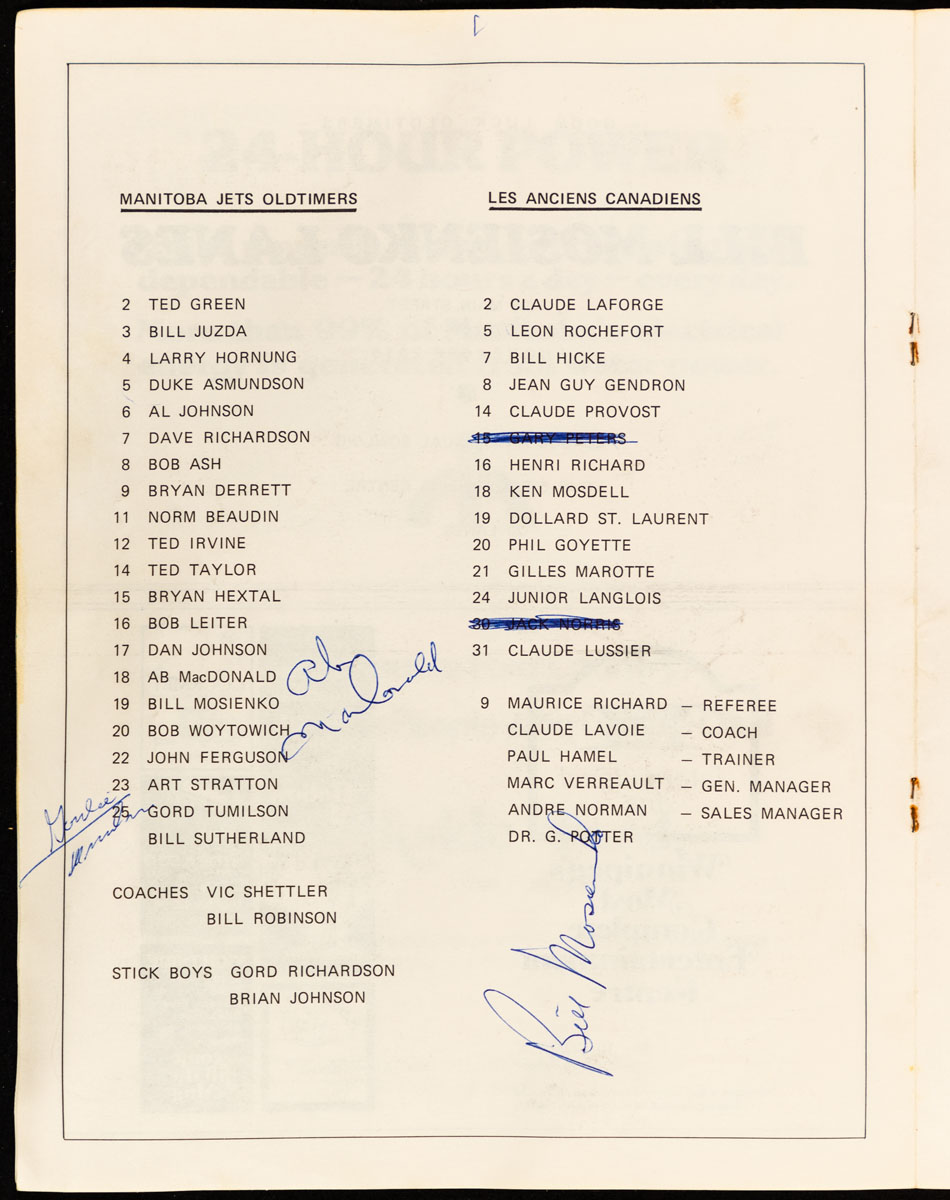 MANITOBA JETS OLDTIMERS
2 TED GREEN
3 BILL JUZDA
4 LARRY HORNUNG
5 DUKE ASMUNDSON
6 AL JOHNSON
7 DAVE RICHARDSON
8 BOB ASH
9 BRYAN DERRETT
11 NORM BEAUDIN
12 TED IRVINE
14 TED TAYLOR
15 BRYAN HEXTAL
16 BOB LEITER
17 DAN JOHNSON
18 AB MacDONALD
19 BILL MOSIENKO
20 BOB WOYTOWICH
22 JOHN FERGUSON
23 ART STRATTON
25 GORD TUMILSON
BILL SUTHERLAND
COACHES VIC SHETTLER
BILL ROBINSON
STICK BOYS GORD RICHARDSON
BRIAN JOHNSON
Ab
MacDonald
LES ANCIENS CANADIENS
2 CLAUDE LAFORGE
5 LEON ROCHEFORT
7 BILL HICKE
8 JEAN GUY GENDRON
14 CLAUDE PROVOST
15 GARY PETERS
16 HENRI RICHARD
18 KEN MOSDELL
19 DOLLARD ST. LAURENT
20 PHIL GOYETTE
21 GILLES MAROTTE
24 JUNIOR LANGLOIS
30 JACK NORRIS
31 CLAUDE LUSSIER
9 MAURICE RICHARD — REFEREE
CLAUDE LAVOIE — COACH
PAUL HAMEL — TRAINER
MARC VERREAULT — GEN. MANAGER
ANDRE NORMAN — SALES MANAGER
DR. G. POTTER
Bill Mosienko